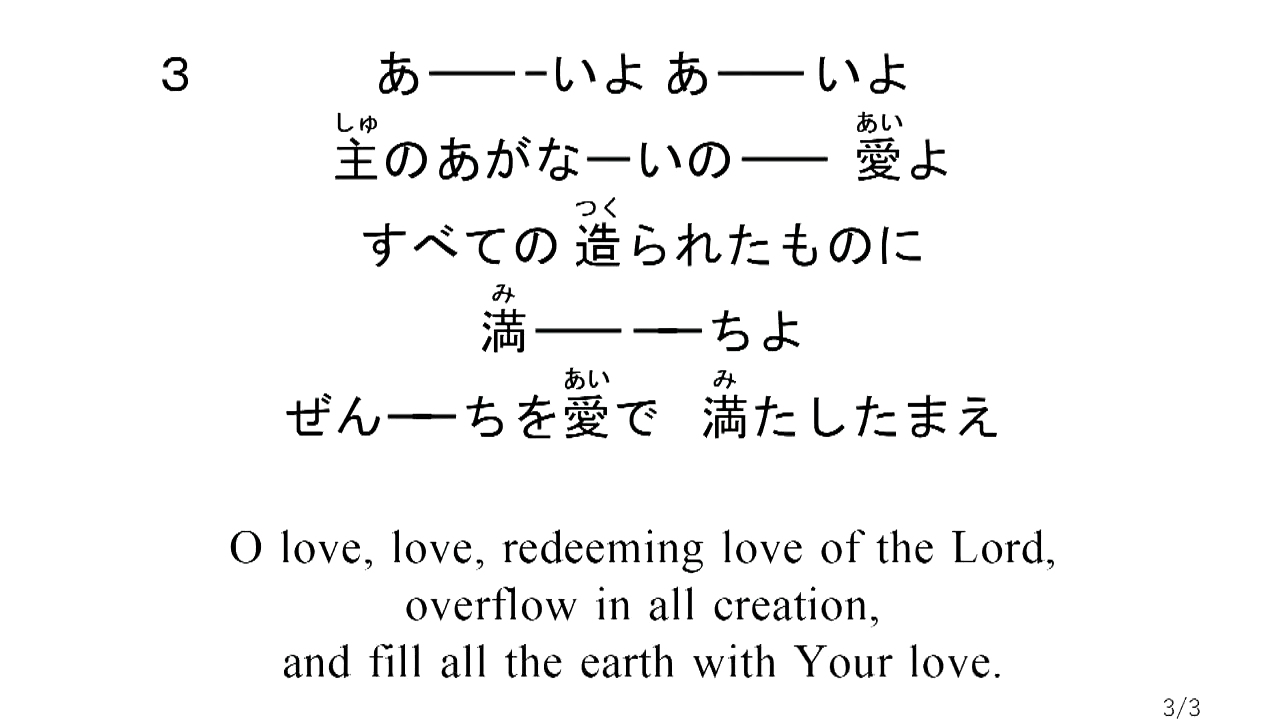 3 あ――-いよ あ――いよ
しゅ あい
主のあがな―いの―― 愛よ
つく
すべての 造られたものに
み
満―― ――ちよ
あい み
ぜん――ちを愛で 満たしたまえ
O love, love, redeeming love of the Lord,
overflow in all creation,
and fill all the earth with Your love.
3/3